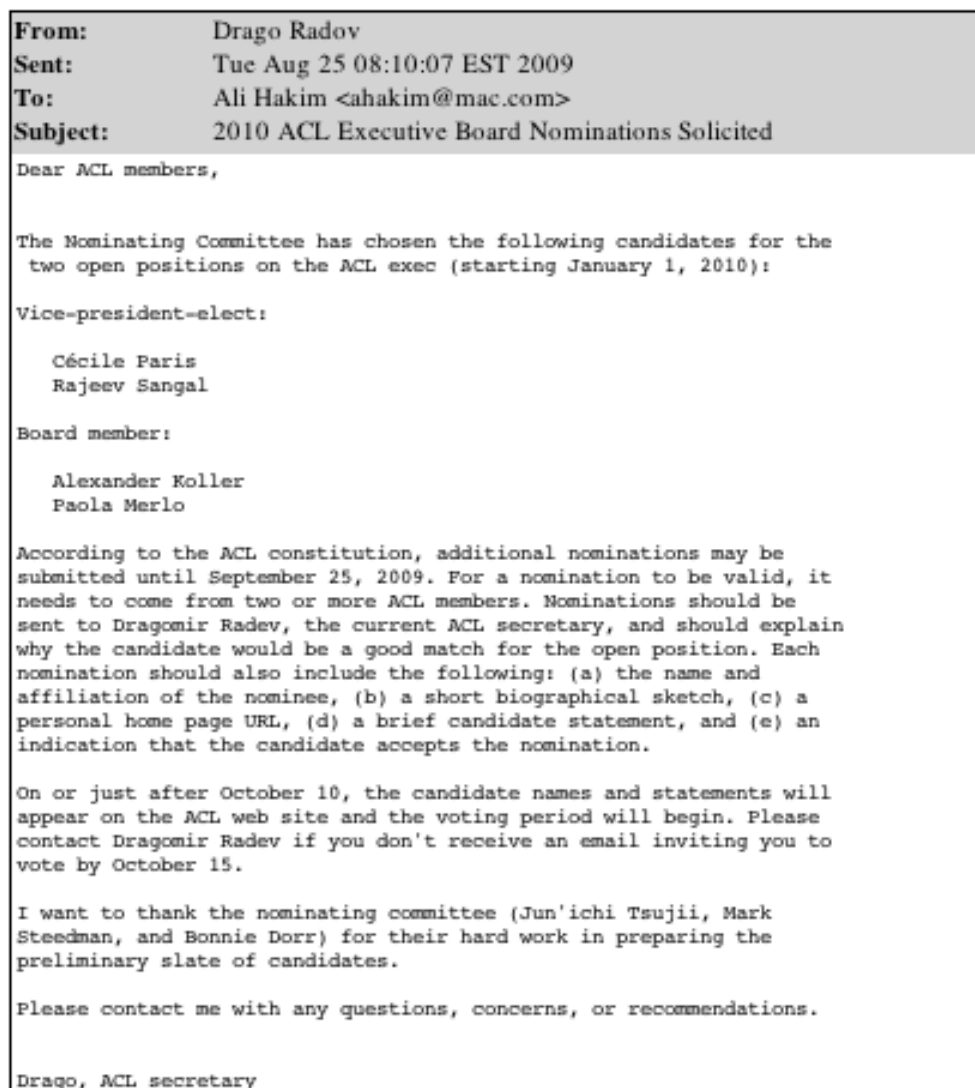 From: Drago Radov
Sent: Tue Aug 25 08:10:07 EST 2009
To: Ali Hakim <ahakim@mac.com>
Subject: 2010 ACL Executive Board Nominations Solicited
Dear ACL members,
The Nominating Committee has chosen the following candidates for the
two open positions on the ACL exec (starting January 1, 2010):
Vice-president-elect:
Cécile Paris
Rajeev Sangal
Board member:
Alexander Koller
Paola Merlo
According to the ACL constitution, additional nominations may be
submitted until September 25, 2009. For a nomination to be valid, it
needs to come from two or more ACL members. Nominations should be
sent to Dragomir Radev, the current ACL secretary, and should explain
why the candidate would be a good match for the open position. Each
nomination should also include the following: (a) the name and
affiliation of the nominee, (b) a short biographical sketch, (c) a
personal home page URL, (d) a brief candidate statement, and (e) an
indication that the candidate accepts the nomination.
On or just after October 10, the candidate names and statements will
appear on the ACL web site and the voting period will begin. Please
contact Dragomir Radev if you don't receive an email inviting you to
vote by October 15.
I want to thank the nominating committee (Jun'ichi Tsujii, Mark
Steedman, and Bonnie Dorr) for their hard work in preparing the
preliminary slate of candidates.
Please contact me with any questions, concerns, or recommendations.
Drago, ACL secretary